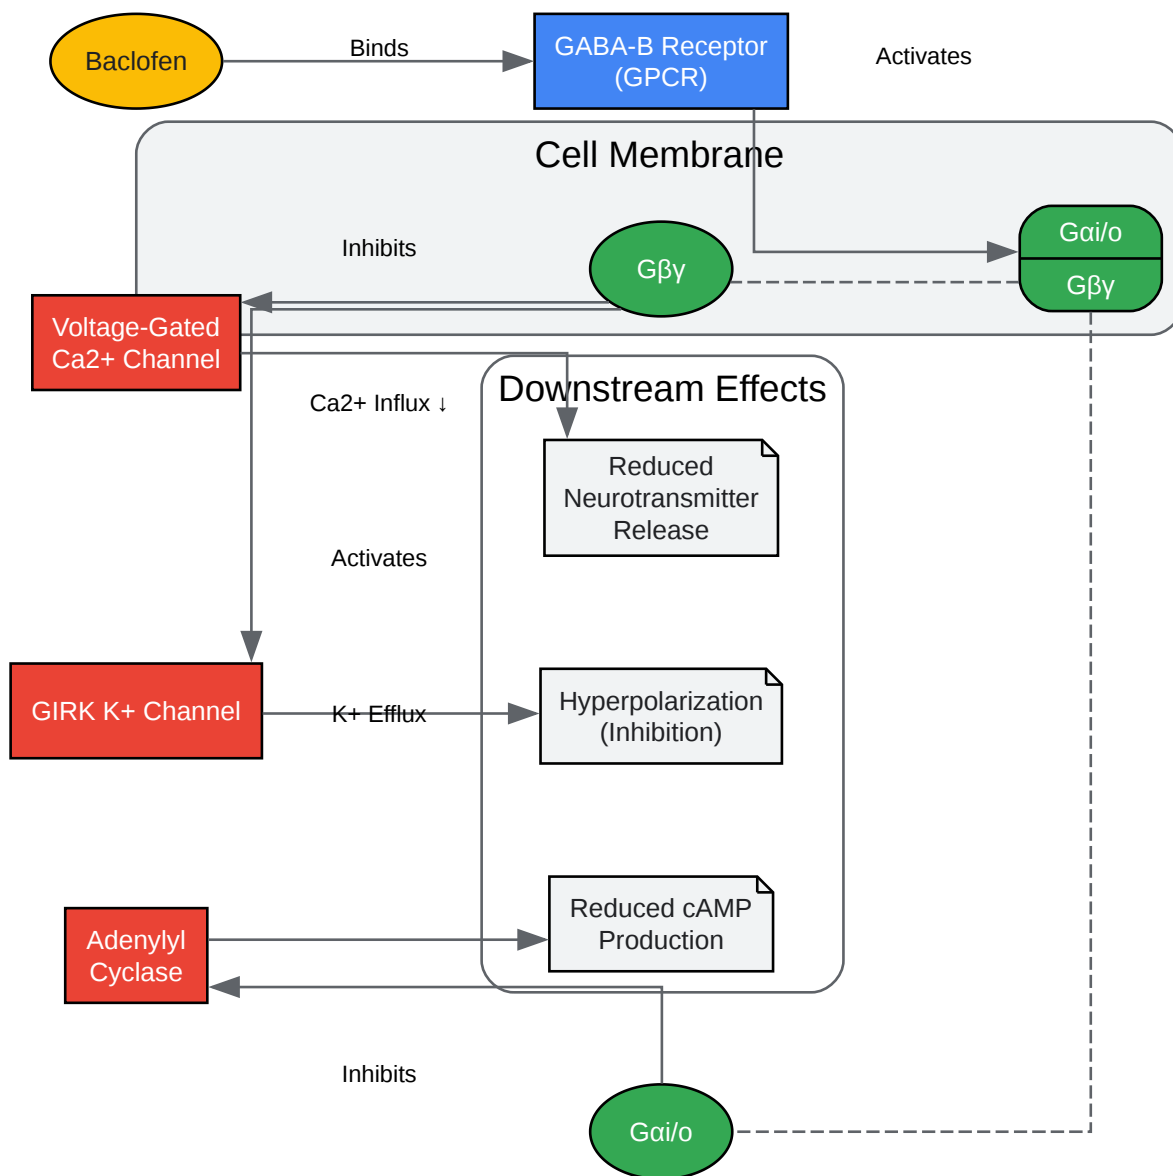 Baclofen
Binds
GABA-B Receptor
(GPCR)
Activates
Cell Membrane
Inhibits
Gβγ
Gαi/o
Gβγ
Voltage-Gated
Ca2+ Channel
Downstream Effects
Ca2+ Influx ↓
Reduced
Neurotransmitter
Release
Activates
GIRK K+ Channel
K+ Efflux
Hyperpolarization
(Inhibition)
Adenylyl
Cyclase
Reduced cAMP
Production
Inhibits
Gαi/o